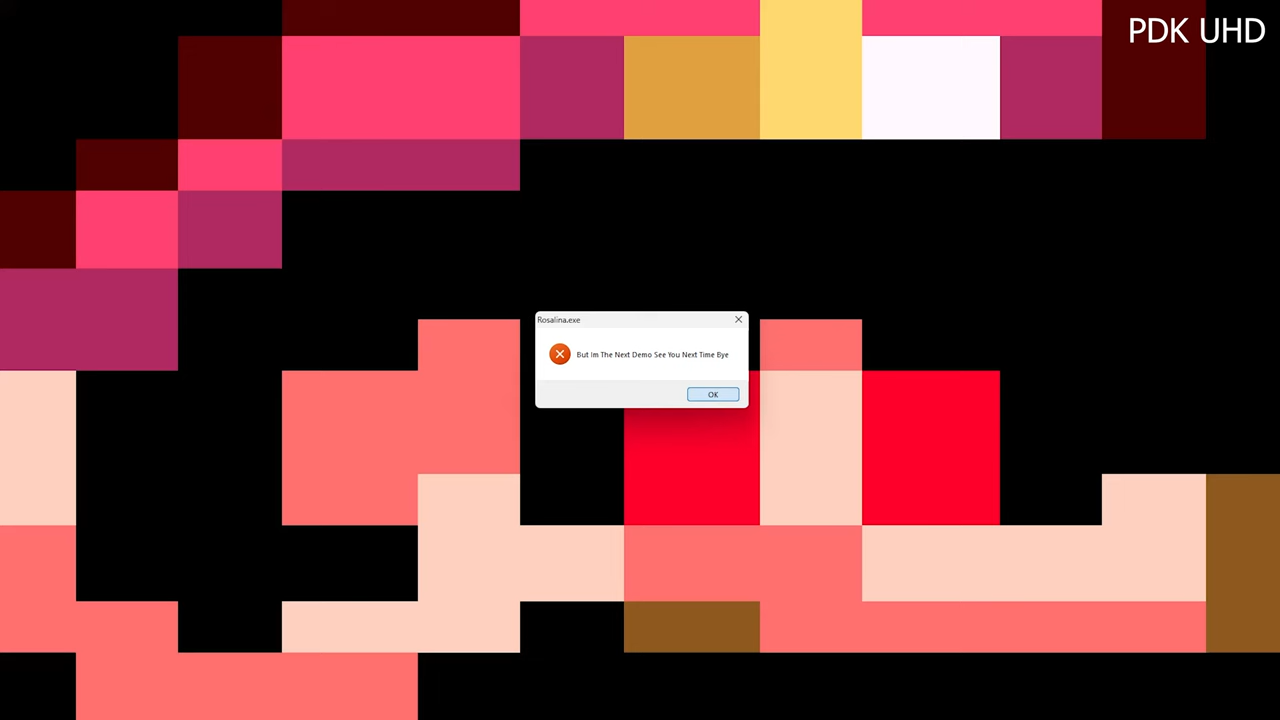 PDK UHD
Rosalina.exe
But Im The Next Demo See You Next Time Bye
OK